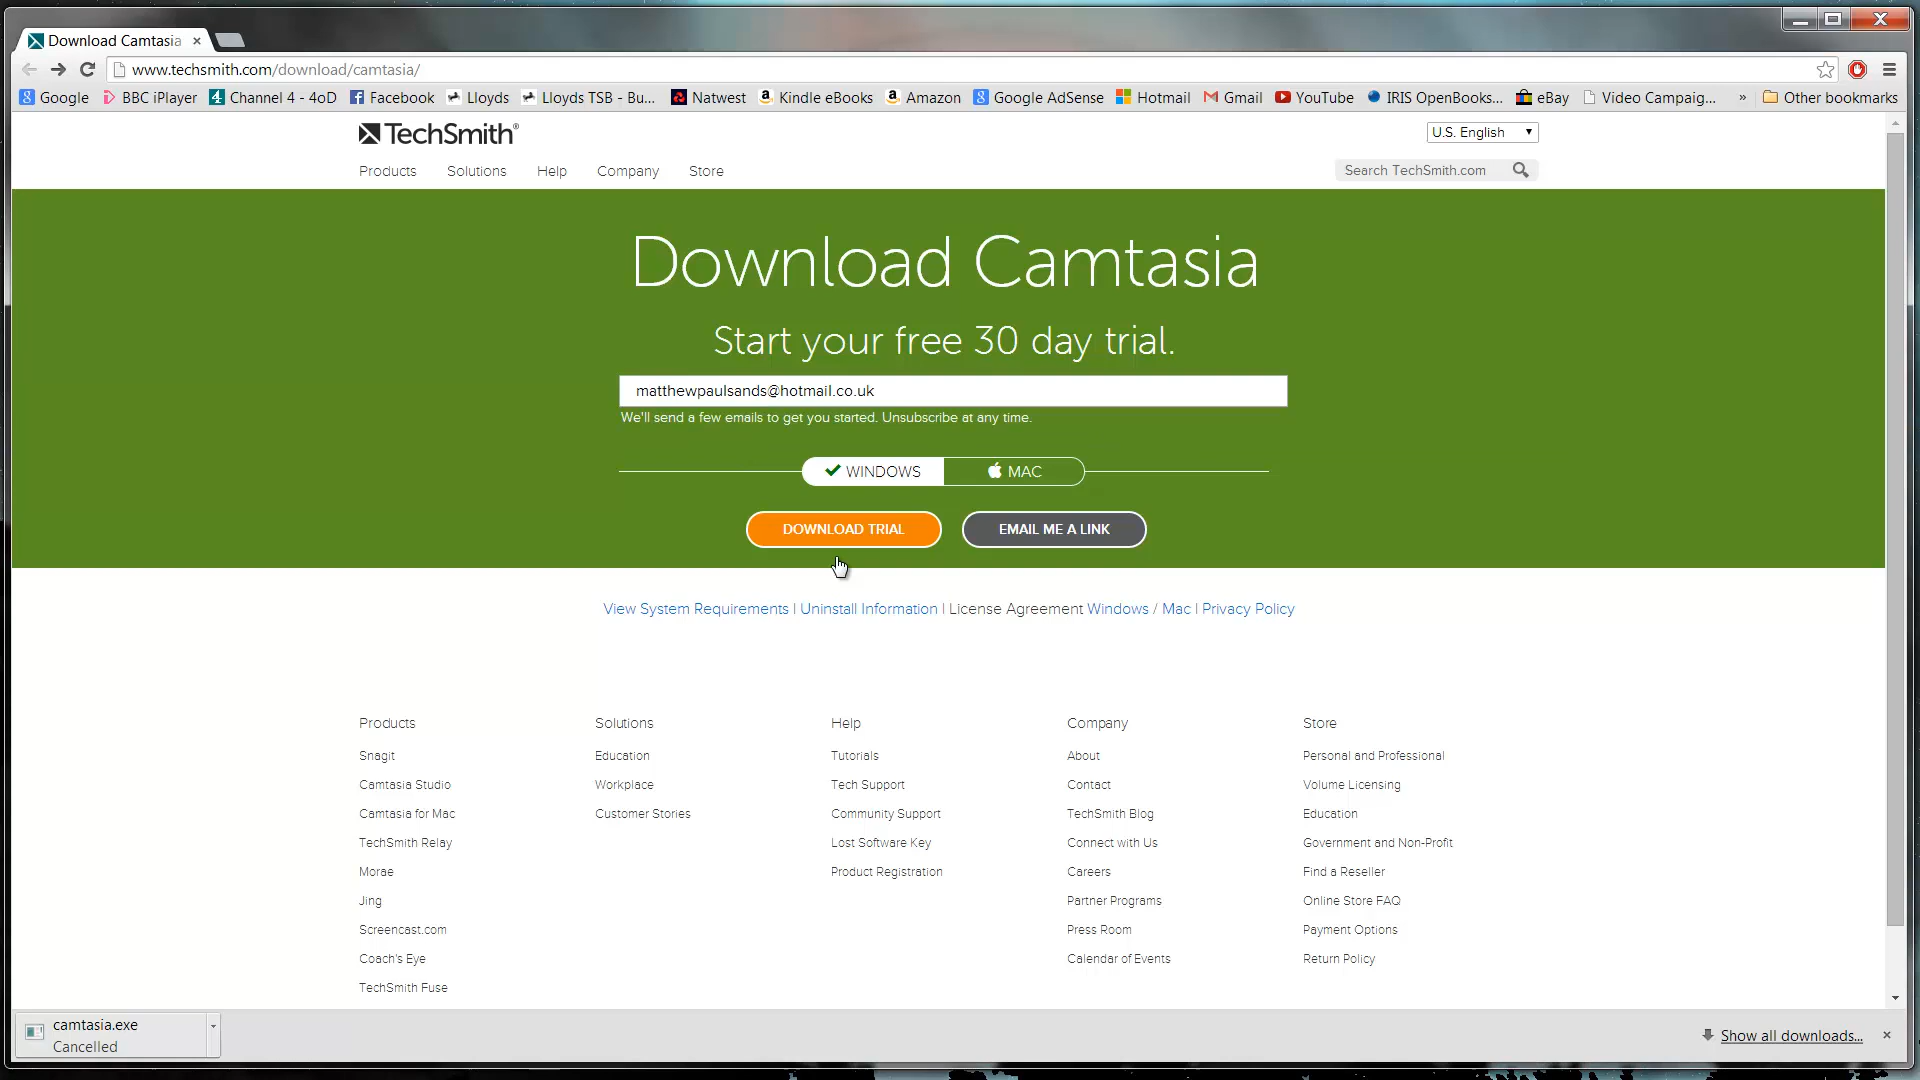 Download Camtasia
www.techsmith.com/download/camtasia/
Google BBC iPlayer Channel 4 - 4oD Facebook Lloyds Lloyds TSB - Bu... Natwest Kindle eBooks Amazon Google AdSense Hotmail Gmail YouTube IRIS OpenBooks... eBay Video Campaig... » Other bookmarks
TechSmith®
U.S. English
Products Solutions Help Company Store
Search TechSmith.com
Download Camtasia
Start your free 30 day trial.
matthewpaulsands@hotmail.co.uk
We'll send a few emails to get you started. Unsubscribe at any time.
WINDOWS MAC
DOWNLOAD TRIAL EMAIL ME A LINK
View System Requirements | Uninstall Information | License Agreement Windows / Mac | Privacy Policy
Products Solutions Help Company Store
Snagit Education Tutorials About Personal and Professional
Camtasia Studio Workplace Tech Support Contact Volume Licensing
Camtasia for Mac Customer Stories Community Support TechSmith Blog Education
TechSmith Relay Lost Software Key Connect with Us Government and Non-Profit
Morae Product Registration Careers Find a Reseller
Jing Partner Programs Online Store FAQ
Screencast.com Press Room Payment Options
Coach's Eye Calendar of Events Return Policy
TechSmith Fuse
camtasia.exe
Cancelled
Show all downloads...